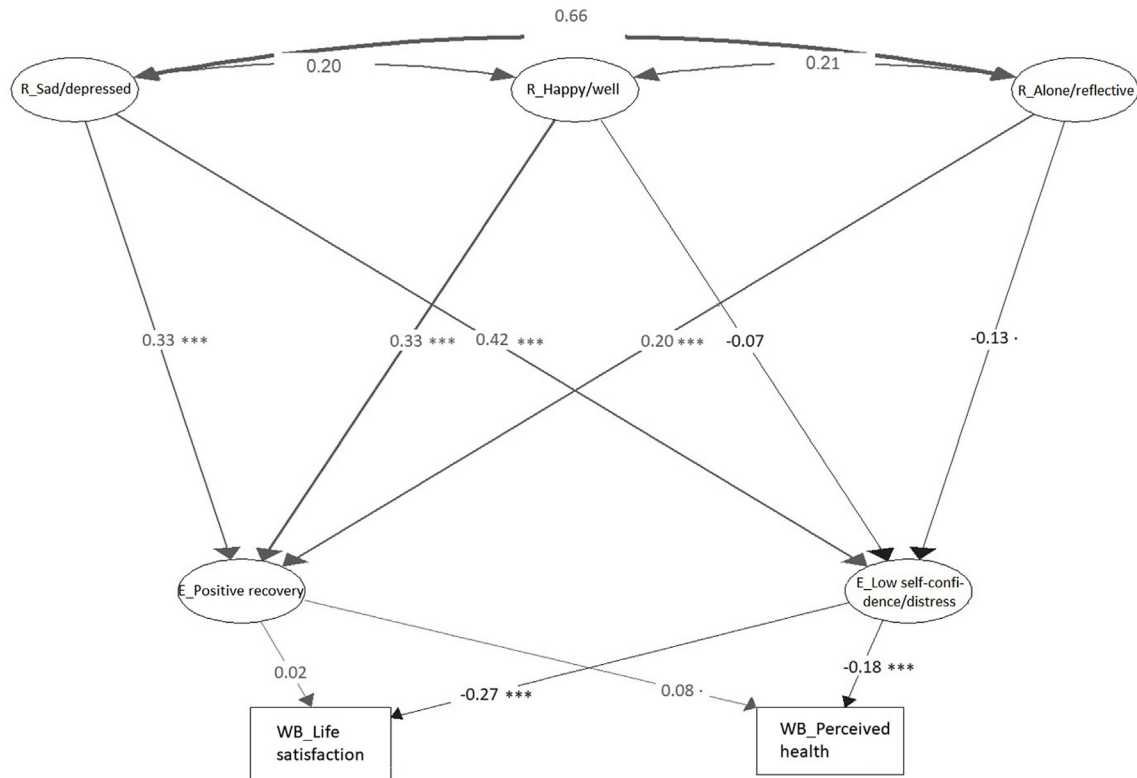 0.66
0.20
0.21
R_Sad/depressed
R_Happy/well
R_Alone/reflective
0.33 ***
0.33 ***
0.42 ***
0.20 ***
-0.07
-0.13 ·
E_Positive recovery
E_Low self-confi-
dence/distress
0.02
-0.27 ***
0.08 ·
-0.18 ***
WB_Life
satisfaction
WB_Perceived
health